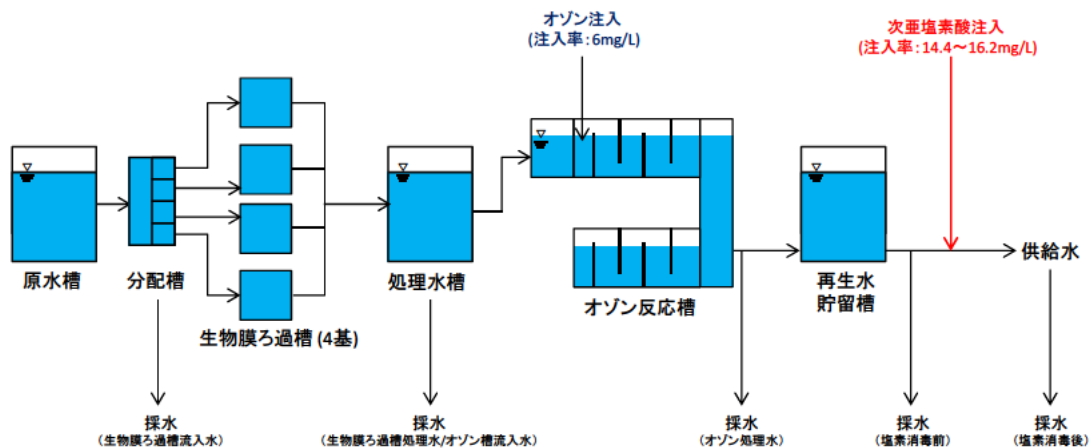 オゾン注入
(注入率:6mg/L)
次亜塩素酸注入
(注入率:14.4～16.2mg/L)
原水槽
分配槽
生物膜ろ過槽 (4基)
処理水槽
オゾン反応槽
再生水
貯留槽
供給水
採水
(生物膜ろ過槽流入水)
採水
(生物膜ろ過槽処理水/オゾン槽流入水)
採水
(オゾン処理水)
採水
(塩素消毒前)
採水
(塩素消毒後)